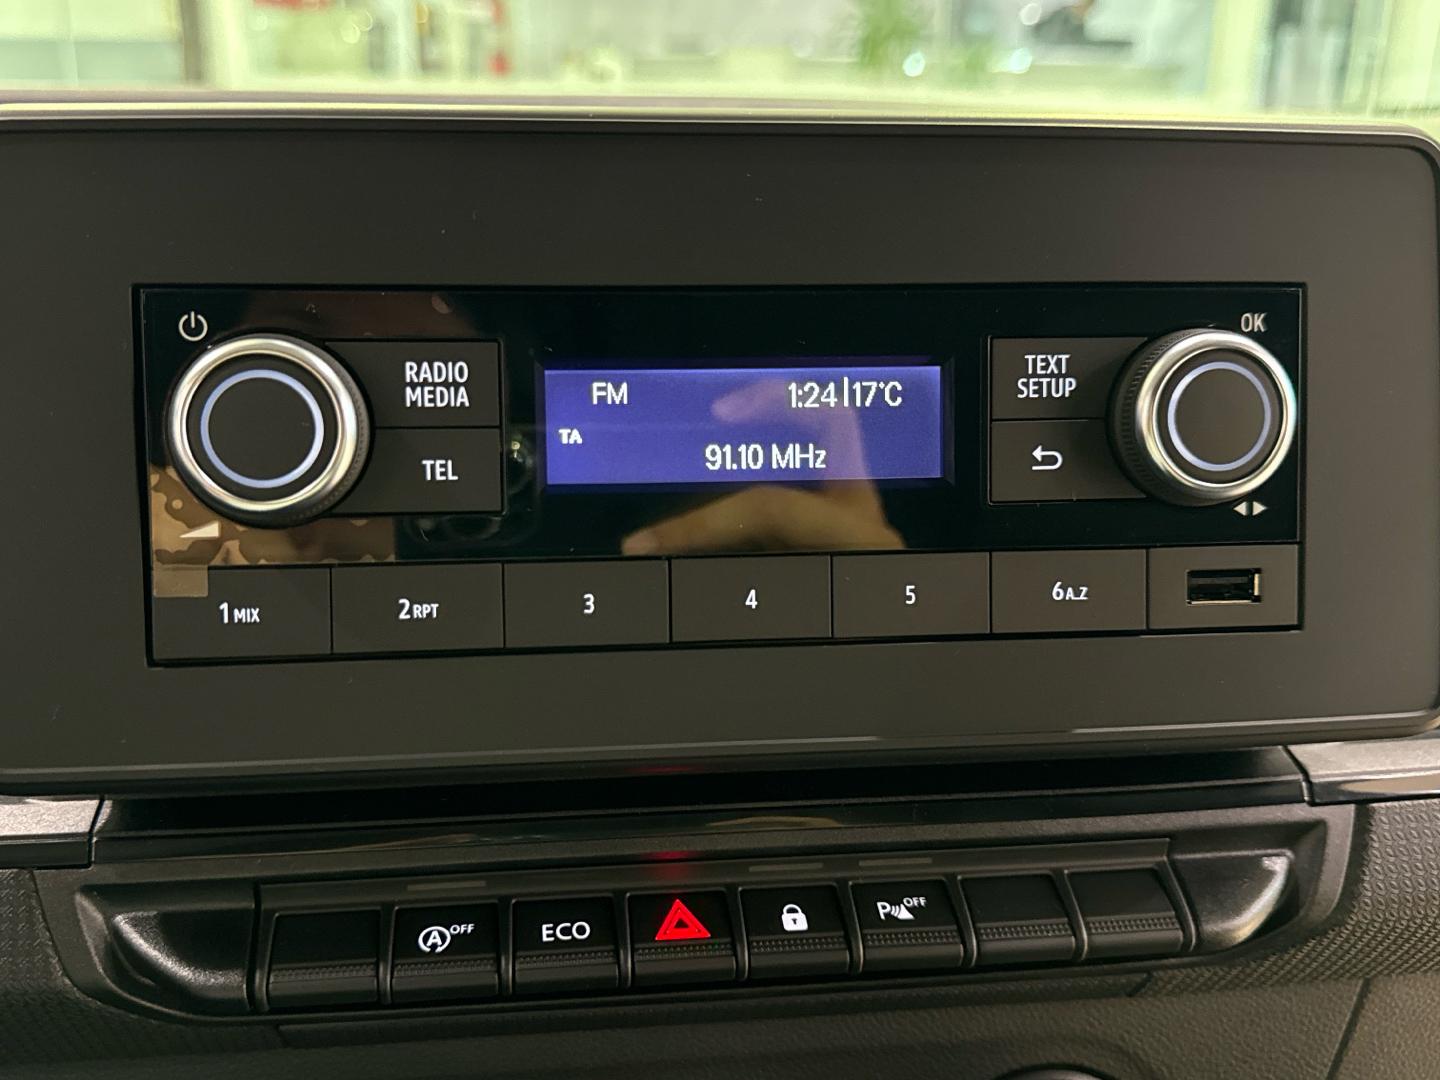 OK
RADIO
MEDIA
TEL
FM 1:24|17°C
TA
91.10 MHz
TEXT
SETUP
1 MIX
2 RPT
3
4
5
6 A..Z
A OFF
ECO
P OFF